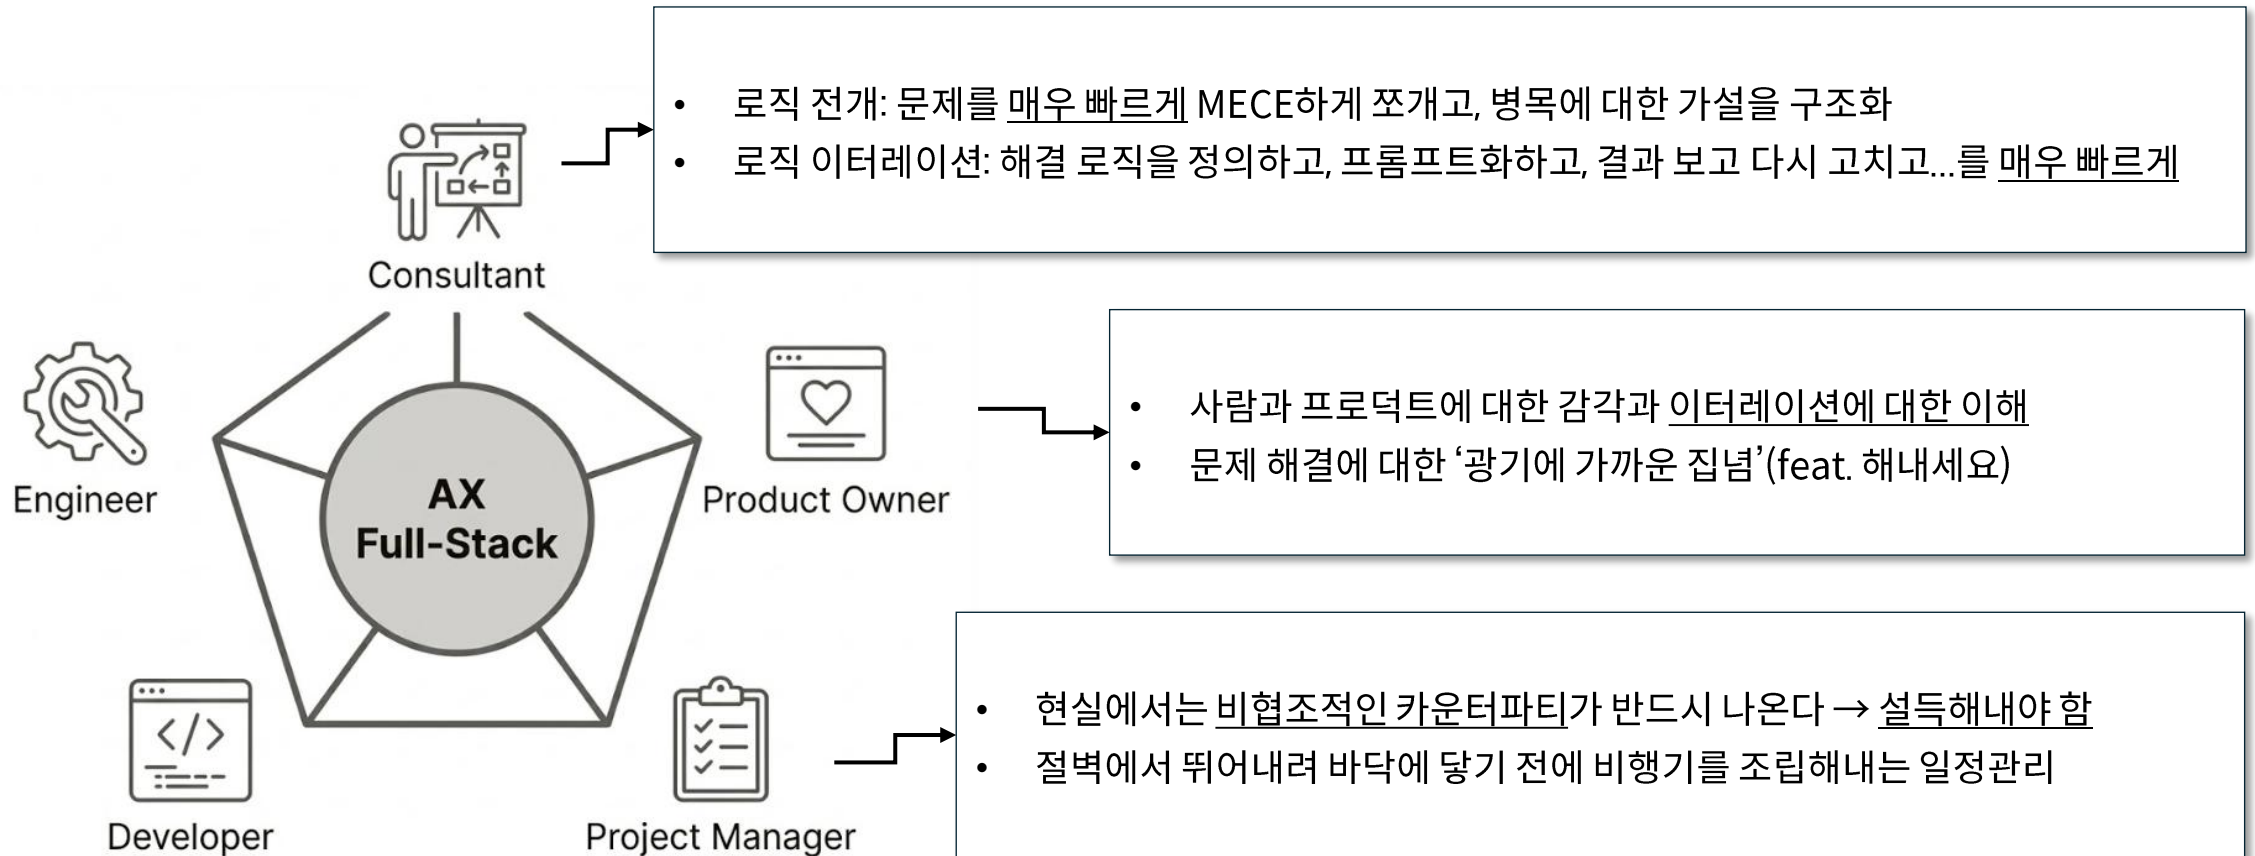 • 로직 전개: 문제를 매우 빠르게 MECE하게 쪼개고, 병목에 대한 가설을 구조화
• 로직 이터레이션: 해결 로직을 정의하고, 프롬프트화하고, 결과 보고 다시 고치고...를 매우 빠르게
Consultant
• 사람과 프로덕트에 대한 감각과 이터레이션에 대한 이해
• 문제 해결에 대한 ‘광기에 가까운 집념’(feat. 해내세요)
Engineer
AX
Full-Stack
Product Owner
• 현실에서는 비협조적인 카운터파티가 반드시 나온다 → 설득해내야 함
• 절벽에서 뛰어내려 바닥에 닿기 전에 비행기를 조립해내는 일정관리
Developer
Project Manager